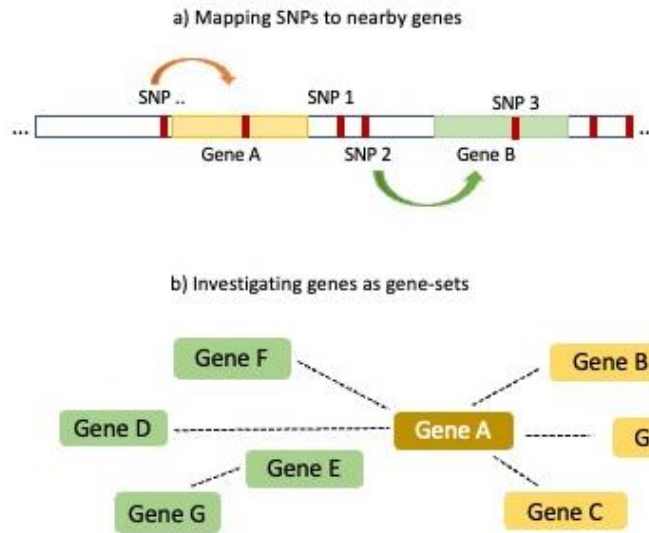 a) Mapping SNPs to nearby genes
SNP .. SNP 1 SNP 3
... ...
Gene A SNP 2 Gene B
b) Investigating genes as gene-sets
Gene F
Gene B
Gene D
Gene A
G
Gene E
Gene G
Gene C